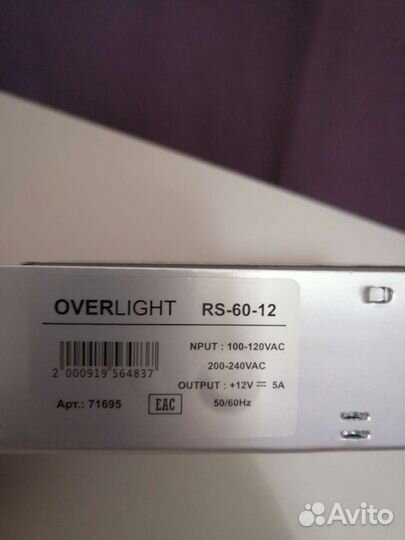 OVERLIGHT RS-60-12
NPUT : 100-120VAC
200-240VAC
2 000919 564837
OUTPUT : +12V ⎓ 5A
Арт.: 71695 EAC 50/60Hz
Avito